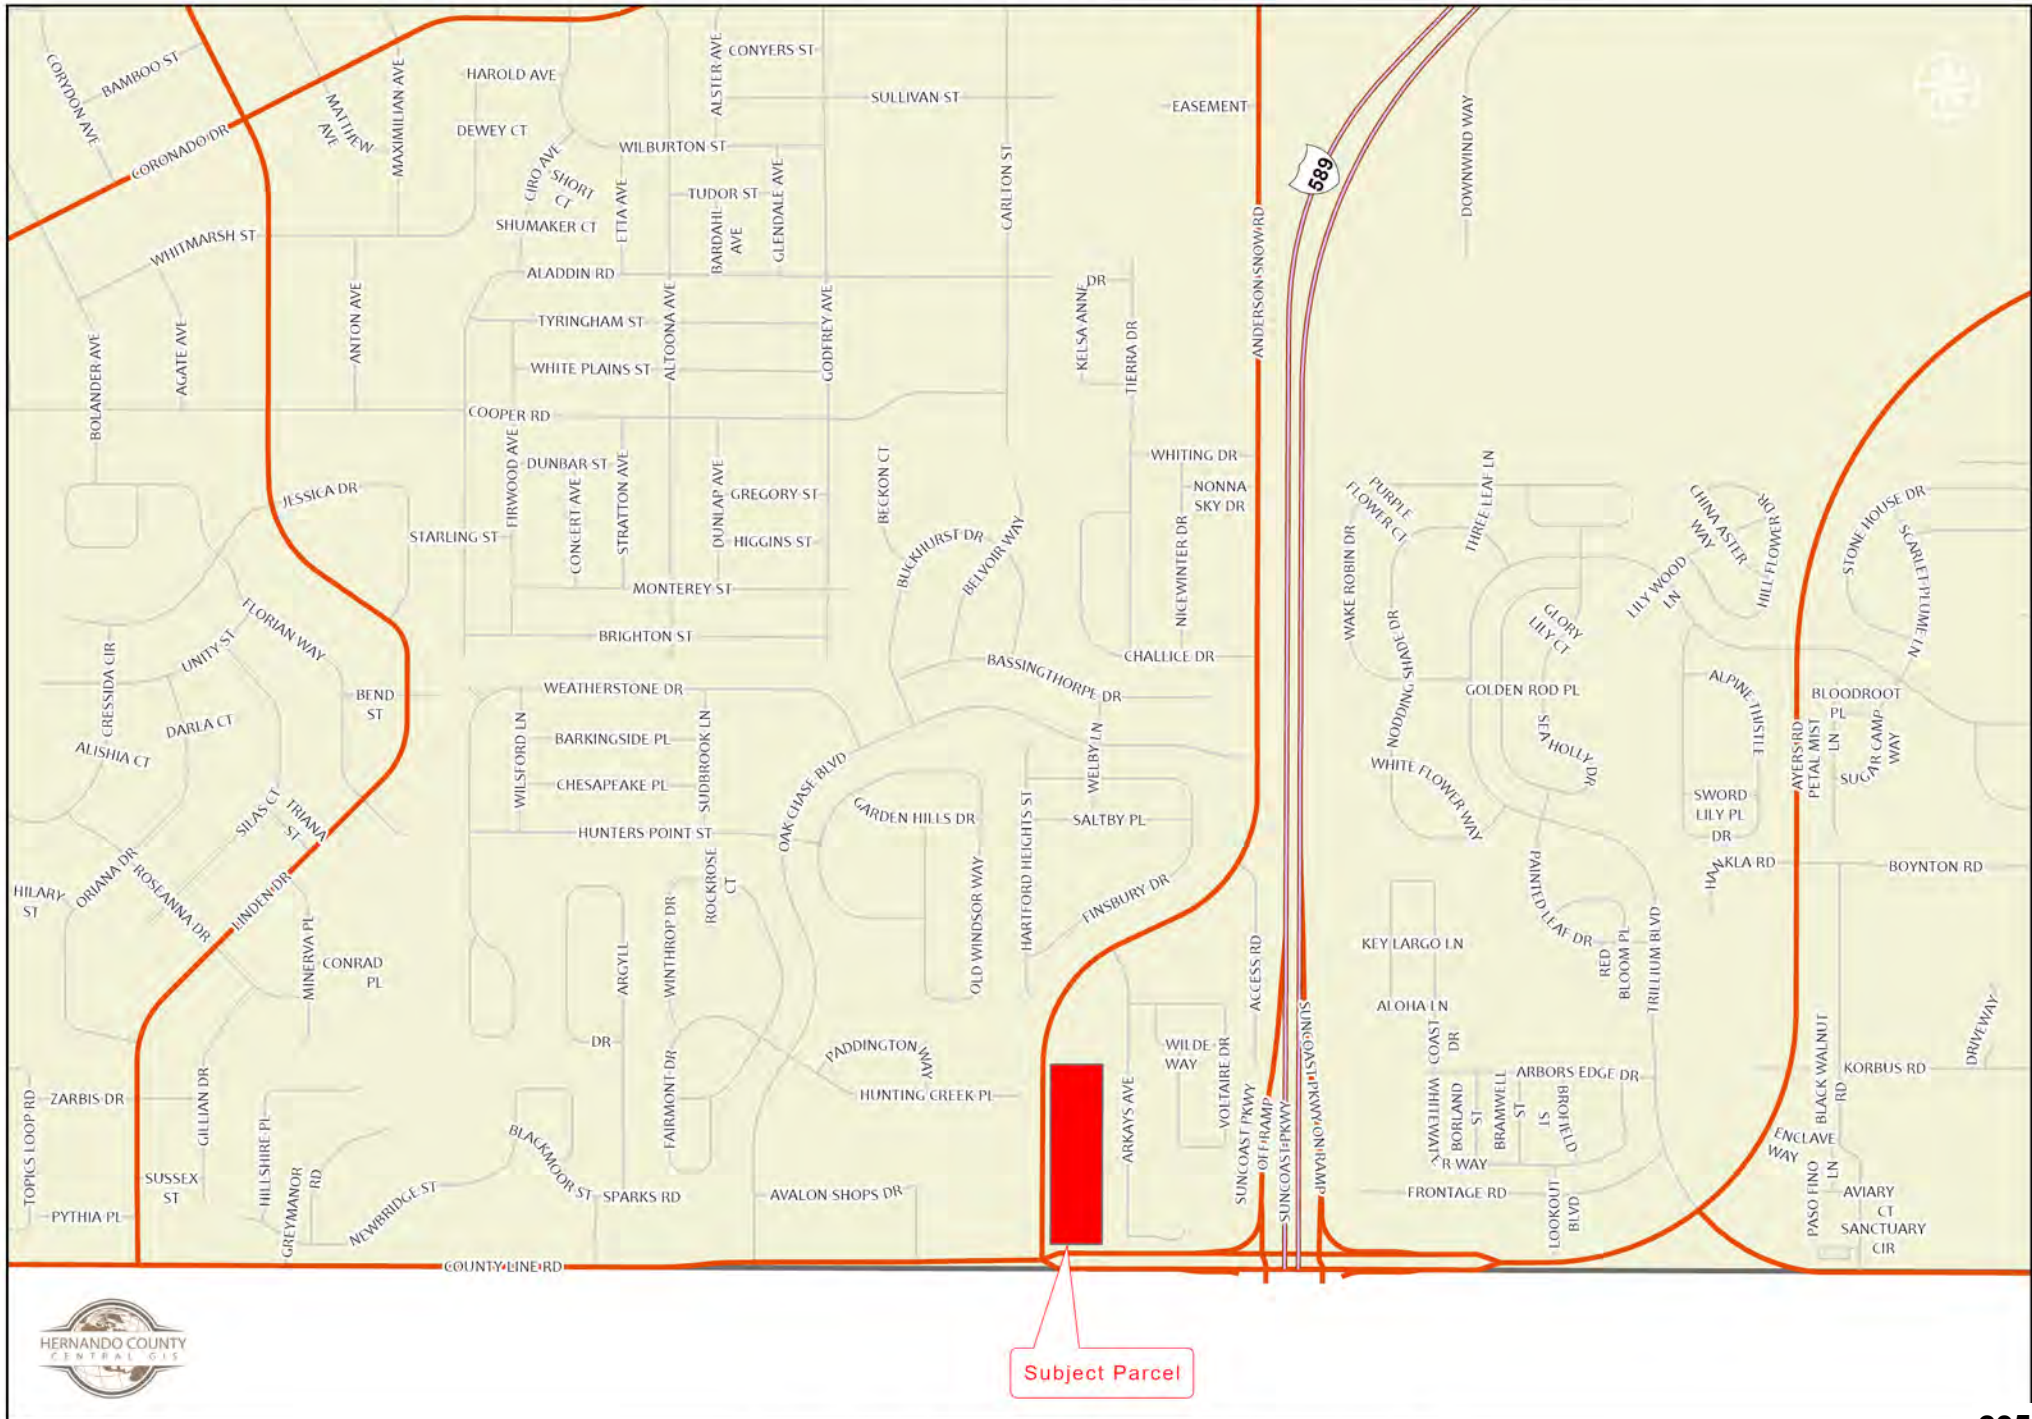 CONYERS ST
ALSTER AVE
CORYDON AVE
BAMBOO ST
HAROLD AVE
MATTHEW
AVE
MAXIMILIAN AVE
SULLIVAN ST
EASEMENT
DOWNWIND WAY
CORONADO DR
DEWEY CT
WILBURTON ST
CARLTON ST
589
CIRO AVE
SHORT
CT
TUDOR ST
GLENDALE AVE
ETTA AVE
BARDAHL
AVE
SHUMAKER CT
WHITMARSH ST
ANDERSON SNOW RD
ALADDIN RD
KELSA ANNE
DR
TIERRA DR
ANTON AVE
AGATE AVE
BOLANDER AVE
TYRINGHAM ST
ALTOONA AVE
GODFREY AVE
WHITE PLAINS ST
COOPER RD
FIRWOOD AVE
DUNBAR ST
CONCERT AVE
STRATTON AVE
DUNLAP AVE
GREGORY ST
HIGGINS ST
BECKON CT
WHITING DR
NONNA
SKY DR
NICEWINTER DR
JESSICA DR
STARLING ST
BUCKHURST DR
BELVOIR WAY
MONTEREY ST
BRIGHTON ST
BASSINGTHORPE DR
CHALLICE DR
PURPLE
FLOWER CT
THREE LEAF LN
WAKE ROBIN DR
NODDING SHADE DR
CHINA ASTER
WAY
HILL FLOWER
DR
STONE HOUSE DR
SCARLET PLUME LN
LILY WOOD
LN
GLORY
LILY CT
GOLDEN ROD PL
SEA HOLLY DR
ALPINE THISTLE
BLOODROOT
PL
AYERS RD
PETAL MIST
LN
SUGAR CAMP
WAY
WHITE FLOWER WAY
SWORD
LILY PL
DR
FLORIAN WAY
UNITY ST
CRESSIDA CIR
BEND
ST
DARLA CT
ALISHIA CT
WEATHERSTONE DR
WILSFORD LN
BARKINGSIDE PL
SUDBROOK LN
CHESAPEAKE PL
HUNTERS POINT ST
OAK CHASE BLVD
GARDEN HILLS DR
WELBY LN
SALTBY PL
HARTFORD HEIGHTS ST
OLD WINDSOR WAY
FINSBURY DR
SILAS CT
TRIANA
ST
ORIANA DR
ROSEANNA DR
HILARY
ST
LINDEN DR
MINERVA PL
CONRAD
PL
ROCKROSE
CT
WINTHROP DR
ARGYLL
DR
ACCESS RD
KEY LARGO LN
ALOHA LN
PAINTED LEAF DR
RED
BLOOM PL
TRILLIUM BLVD
HAN
KLA RD
BOYNTON RD
SUNCOAST PKWY ON RAMP
COAST
DR
DRIVEWAY
BLACK WALNUT
RD
KORBUS RD
PADDINGTON
WAY
HUNTING CREEK PL
FAIRMONT DR
WILDE
WAY
VOLTAIRE DR
ARKAYS AVE
SUNCOAST PKWY
OFF RAMP
SUNCOAST PKWY
WHITEWAT
R WAY
BORLAND
ST
BRAMWELL
ST
BROFIELD
ST
ARBORS EDGE DR
FRONTAGE RD
LOOKOUT
BLVD
ENCLAVE
WAY
PASO FINO
LN
AVIARY
CT
SANCTUARY
CIR
ZARBIS DR
TOPICS LOOP RD
GILLIAN DR
HILLSHIRE PL
SUSSEX
ST
GREYMANOR
RD
PYTHIA PL
NEWBRIDGE ST
BLACKMOOR ST
SPARKS RD
AVALON SHOPS DR
COUNTY LINE RD
HERNANDO COUNTY
CENTRAL GIS
Subject Parcel